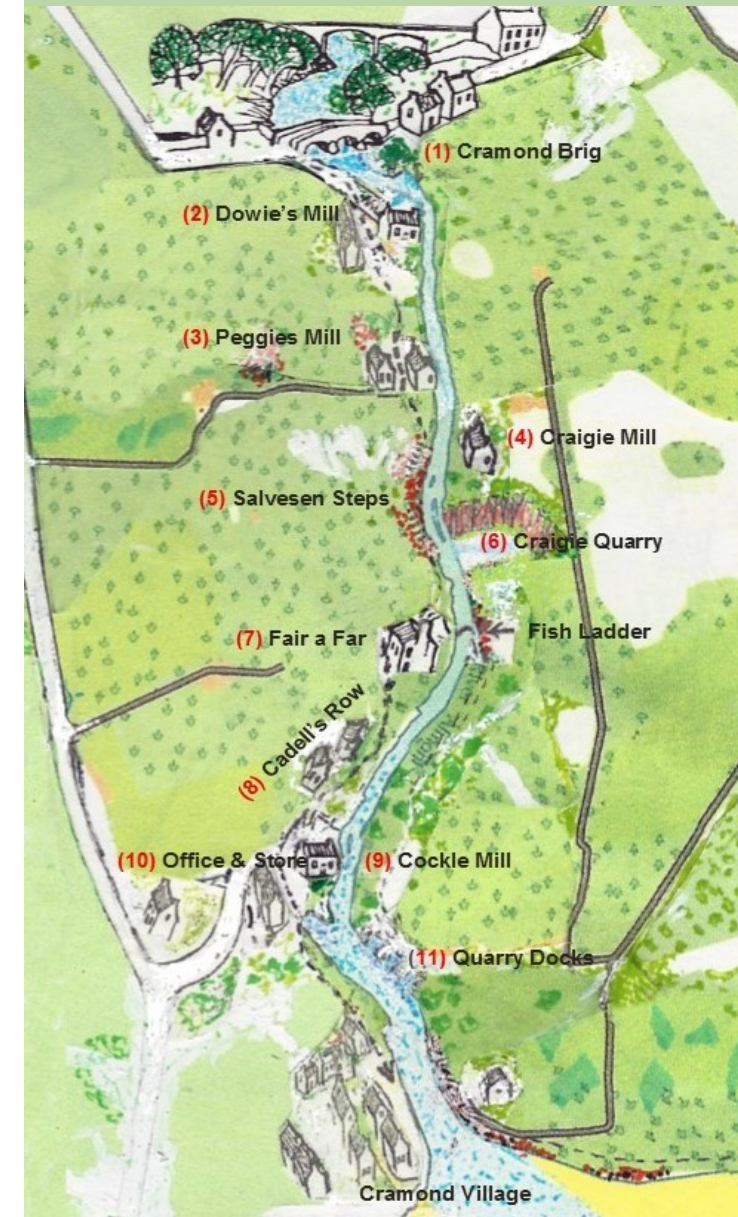 (1) Cramond Brig
(2) Dowie's Mill
(3) Peggies Mill
(4) Craigie Mill
(5) Salvesen Steps
(6) Craigie Quarry
(7) Fair a Far
Fish Ladder
(8) Cadell's Row
Almond
(10) Office & Store
(9) Cockle Mill
(11) Quarry Docks
Cramond Village